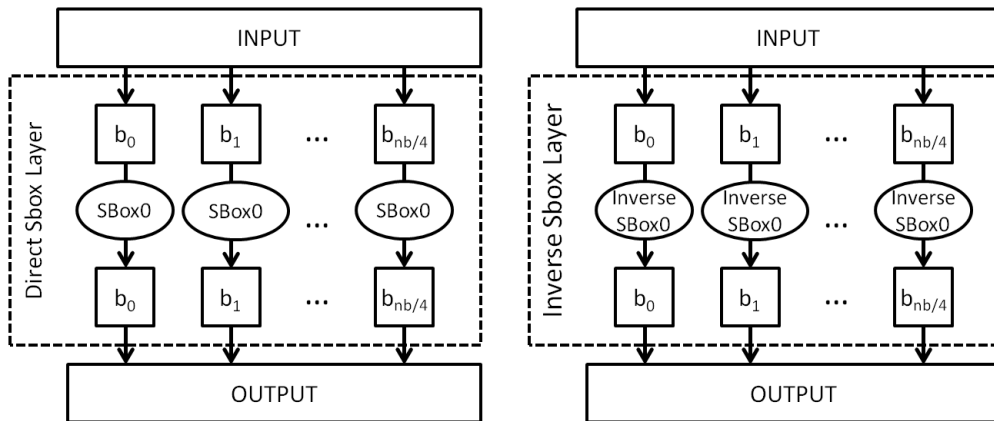 INPUT
Direct Sbox Layer
b0 b1 ... bnb/4
SBox0 SBox0 ... SBox0
b0 b1 ... bnb/4
OUTPUT
INPUT
Inverse Sbox Layer
b0 b1 ... bnb/4
Inverse SBox0 Inverse SBox0 ... Inverse SBox0
b0 b1 ... bnb/4
OUTPUT